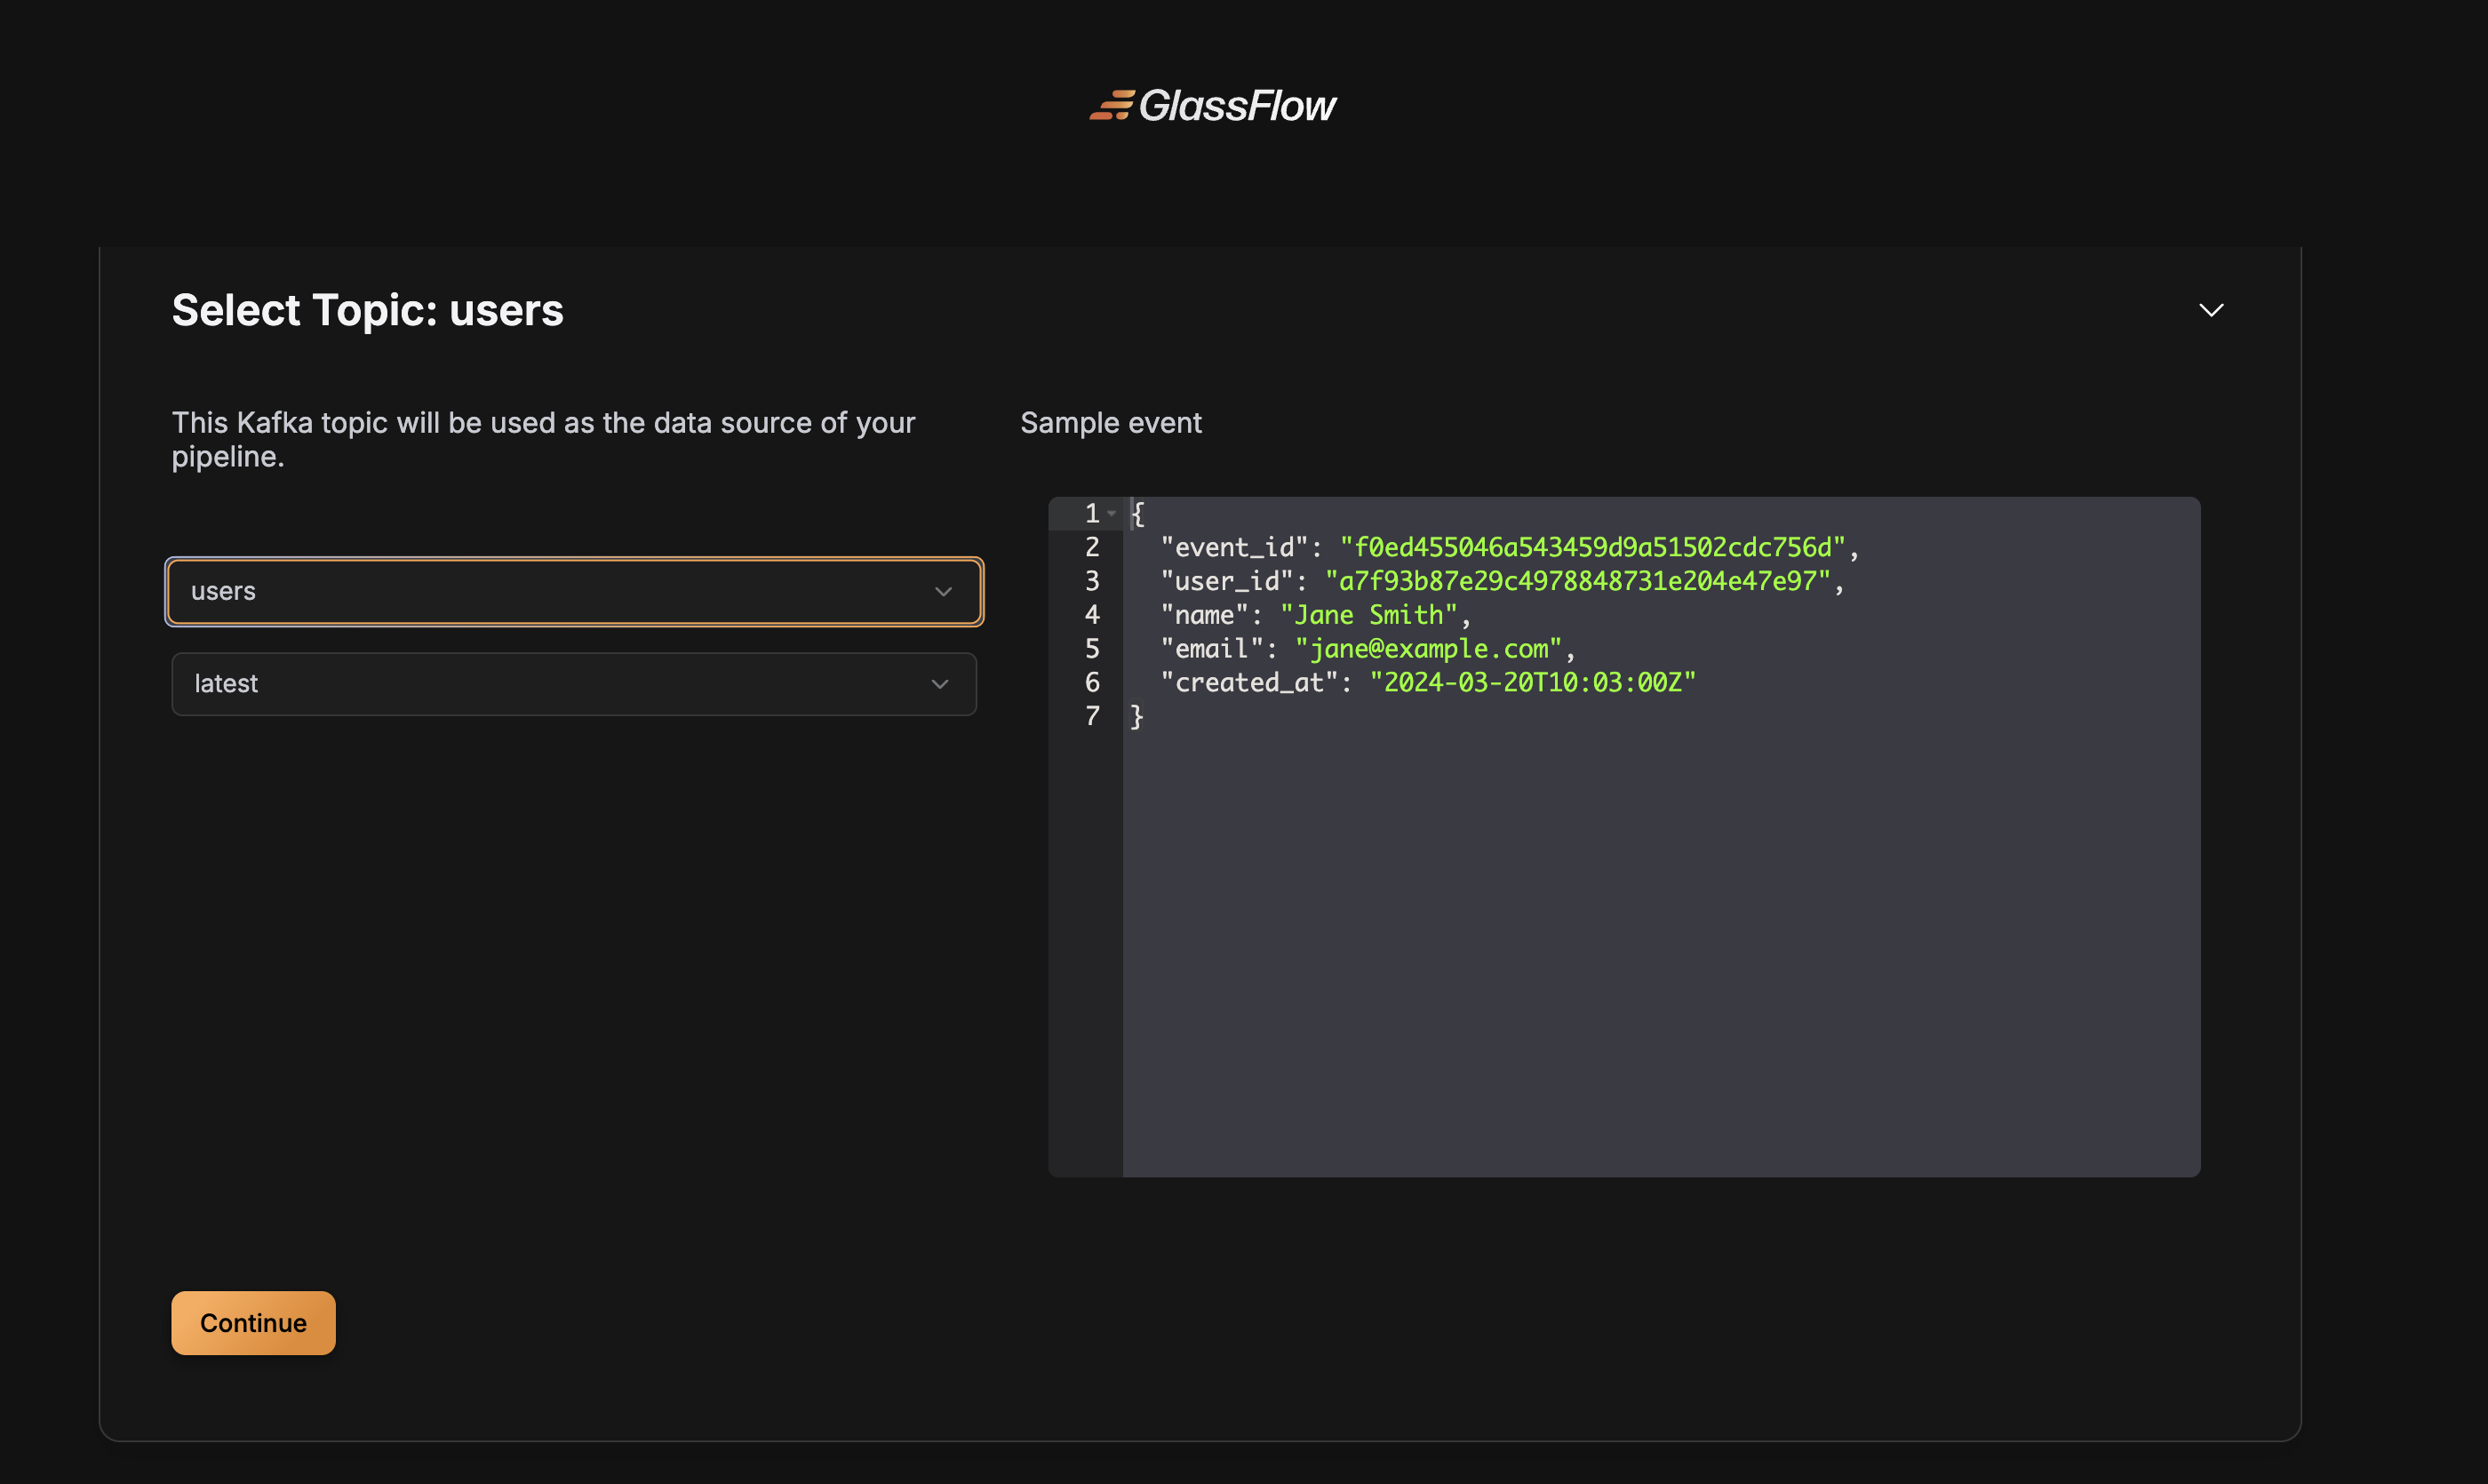 GlassFlow
Select Topic: users
This Kafka topic will be used as the data source of your
pipeline.
users
latest
Sample event
1 {
2 "event_id": "f0ed455046a543459d9a51502cdc756d",
3 "user_id": "a7f93b87e29c4978848731e204e47e97",
4 "name": "Jane Smith",
5 "email": "jane@example.com",
6 "created_at": "2024-03-20T10:03:00Z"
7 }
Continue